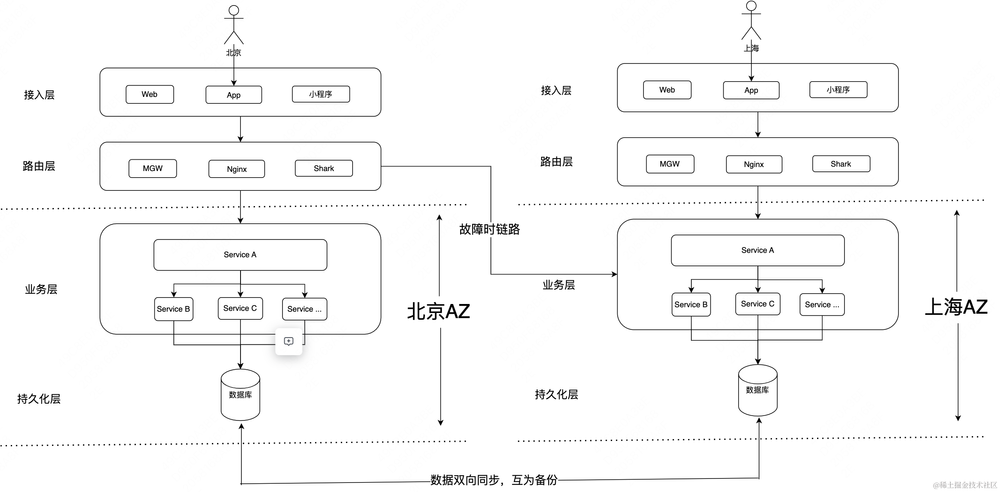 北京
接入层
Web
App
小程序
路由层
MGW
Nginx
Shark
业务层
Service A
Service B
Service C
Service ...
北京AZ
持久化层
数据库
故障时链路
上海
接入层
Web
App
小程序
路由层
MGW
Nginx
Shark
业务层
Service A
Service B
Service C
Service ...
上海AZ
持久化层
数据库
数据双向同步，互为备份
@稀土掘金技术社区